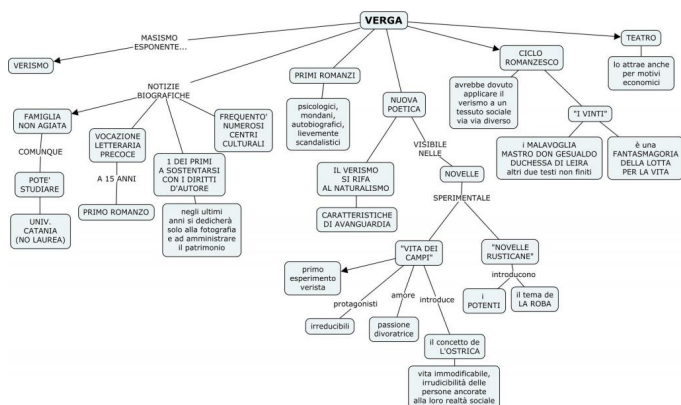 VERGA
MASISMO
ESPONENTE...
VERISMO
NOTIZIE
BIOGRAFICHE
FAMIGLIA
NON AGIATA
COMUNQUE
POTE'
STUDIARE
UNIV.
CATANIA
(NO LAUREA)
VOCAZIONE
LETTERARIA
PRECOCE
A 15 ANNI
PRIMO ROMANZO
1 DEI PRIMI
A SOSTENTARSI
CON I DIRITTI
D'AUTORE
negli ultimi
anni si dedicherà
solo alla fotografia
e ad amministrare
il patrimonio
FREQUENTO'
NUMEROSI
CENTRI
CULTURALI
PRIMI ROMANZI
psicologici,
mondani,
autobiografici,
lievemente
scandalistici
NUOVA
POETICA
IL VERISMO
SI RIFA
AL NATURALISMO
CARATTERISTICHE
DI AVANGUARDIA
VISIBILE
NELLE
NOVELLE
SPERIMENTALE
"VITA DEI
CAMPI"
primo
esperimento
verista
protagonisti
irreducibili
amore
passione
divoratrice
introduce
il concetto de
L'OSTRICA
vita immodificabile,
irrudicibilità delle
persone ancorate
alla loro realtà sociale
"NOVELLE
RUSTICANE"
introducono
i
POTENTI
il tema de
LA ROBA
CICLO
ROMANZESCO
avrebbe dovuto
applicare il
verismo a un
tessuto sociale
via via diverso
"I VINTI"
i MALAVOGLIA
MASTRO DON GESUALDO
DUCHESSA DI LEIRA
altri due testi non finiti
è una
FANTASMAGORIA
DELLA LOTTA
PER LA VITA
TEATRO
lo attrae anche
per motivi
economici